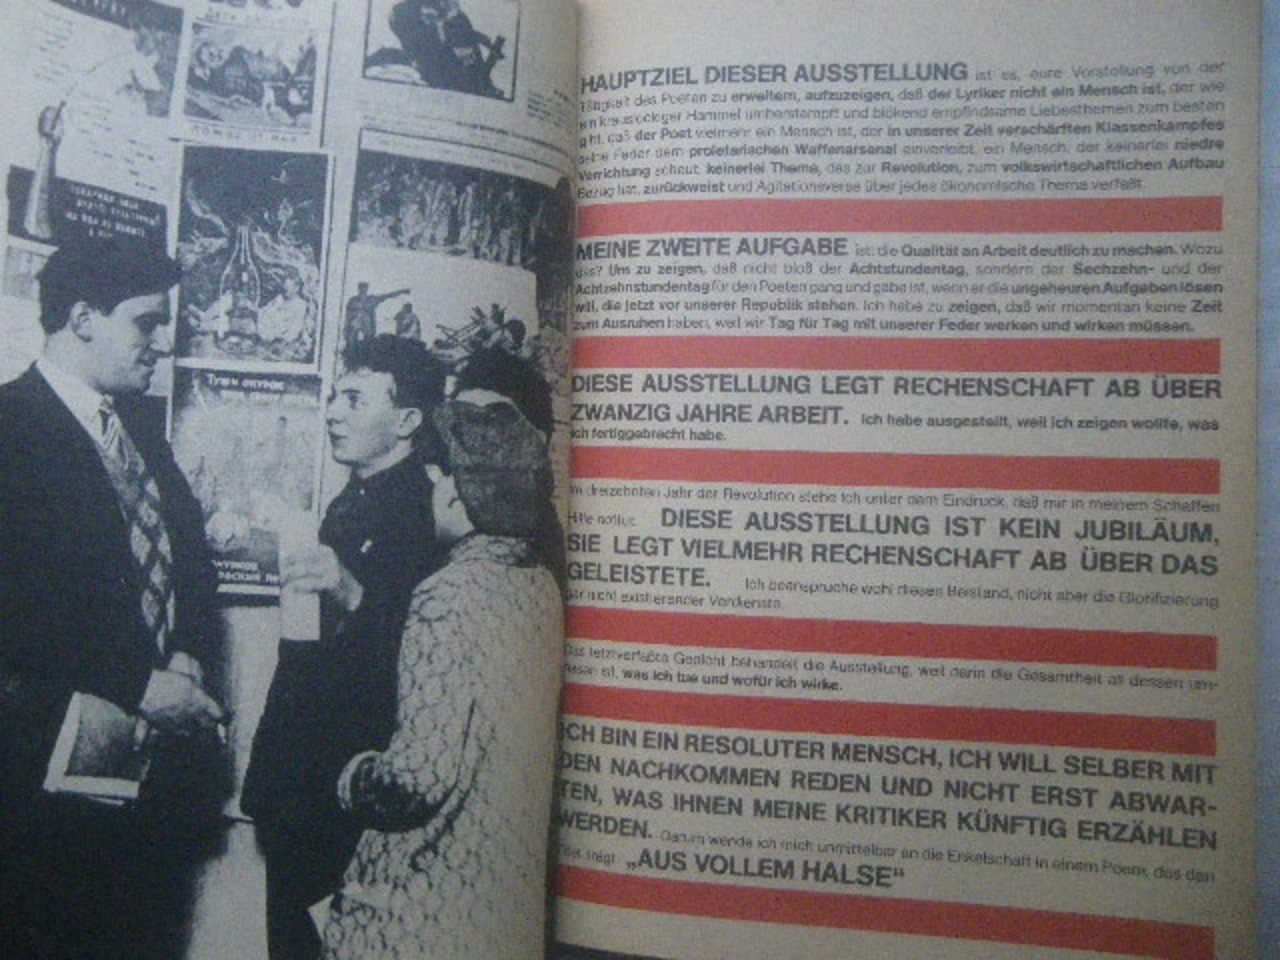 Туши окурок
HAUPTZIEL DIESER AUSSTELLUNG ist es, eure Vorstellung von der
Tätigkeit des Poeten zu erweitern, aufzuzeigen, daß der Lyriker nicht ein Mensch ist, der wie
ein krauslockiger Hammel umherstampft und blökend empfindsame Liebesthemen zum besten
gibt, daß der Poet vielmehr ein Mensch ist, der in unserer Zeit verschärften Klassenkampfes
seine Feder dem proletarischen Waffenarsenal einverleibt, ein Mensch, der keinerlei niedre
Verrichtung scheut, keinerlei Thema, das zur Revolution, zum volkswirtschaftlichen Aufbau
Bezug hat, zurückweist und Agitationsverse über jedes ökonomische Thema verfaßt.
MEINE ZWEITE AUFGABE ist: die Qualität an Arbeit deutlich zu machen. Wozu
das? Um zu zeigen, daß nicht bloß der Achtstundentag, sondern der Sechzehn- und der
Achtzehnstundentag für den Poeten gang und gäbe ist, wenn er die ungeheuren Aufgaben lösen
will, die jetzt vor unserer Republik stehen. Ich habe zu zeigen, daß wir momentan keine Zeit
zum Ausruhen haben, weil wir Tag für Tag mit unserer Feder werken und wirken müssen.
DIESE AUSSTELLUNG LEGT RECHENSCHAFT AB ÜBER
ZWANZIG JAHRE ARBEIT. Ich habe ausgestellt, weil ich zeigen wollte, was
ich fertiggebracht habe.
Im dreizehnten Jahr der Revolution stehe ich unter dem Eindruck, daß mir in meinem Schaffen
Hilfe nottut. DIESE AUSSTELLUNG IST KEIN JUBILÄUM,
SIE LEGT VIELMEHR RECHENSCHAFT AB ÜBER DAS
GELEISTETE. Ich beanspruche wohl diesen Beistand, nicht aber die Glorifizierung
gar nicht existierender Verdienste.
Das letztverfaßte Gedicht behandelt die Ausstellung, weil darin die Gesamtheit all dessen um-
rissen ist, was ich tue und wofür ich wirke.
ICH BIN EIN RESOLUTER MENSCH, ICH WILL SELBER MIT
DEN NACHKOMMEN REDEN UND NICHT ERST ABWAR-
TEN, WAS IHNEN MEINE KRITIKER KÜNFTIG ERZÄHLEN
WERDEN. Darum wende ich mich unmittelbar an die Enkelschaft in einem Poem, das den
Titel trägt „AUS VOLLEM HALSE“